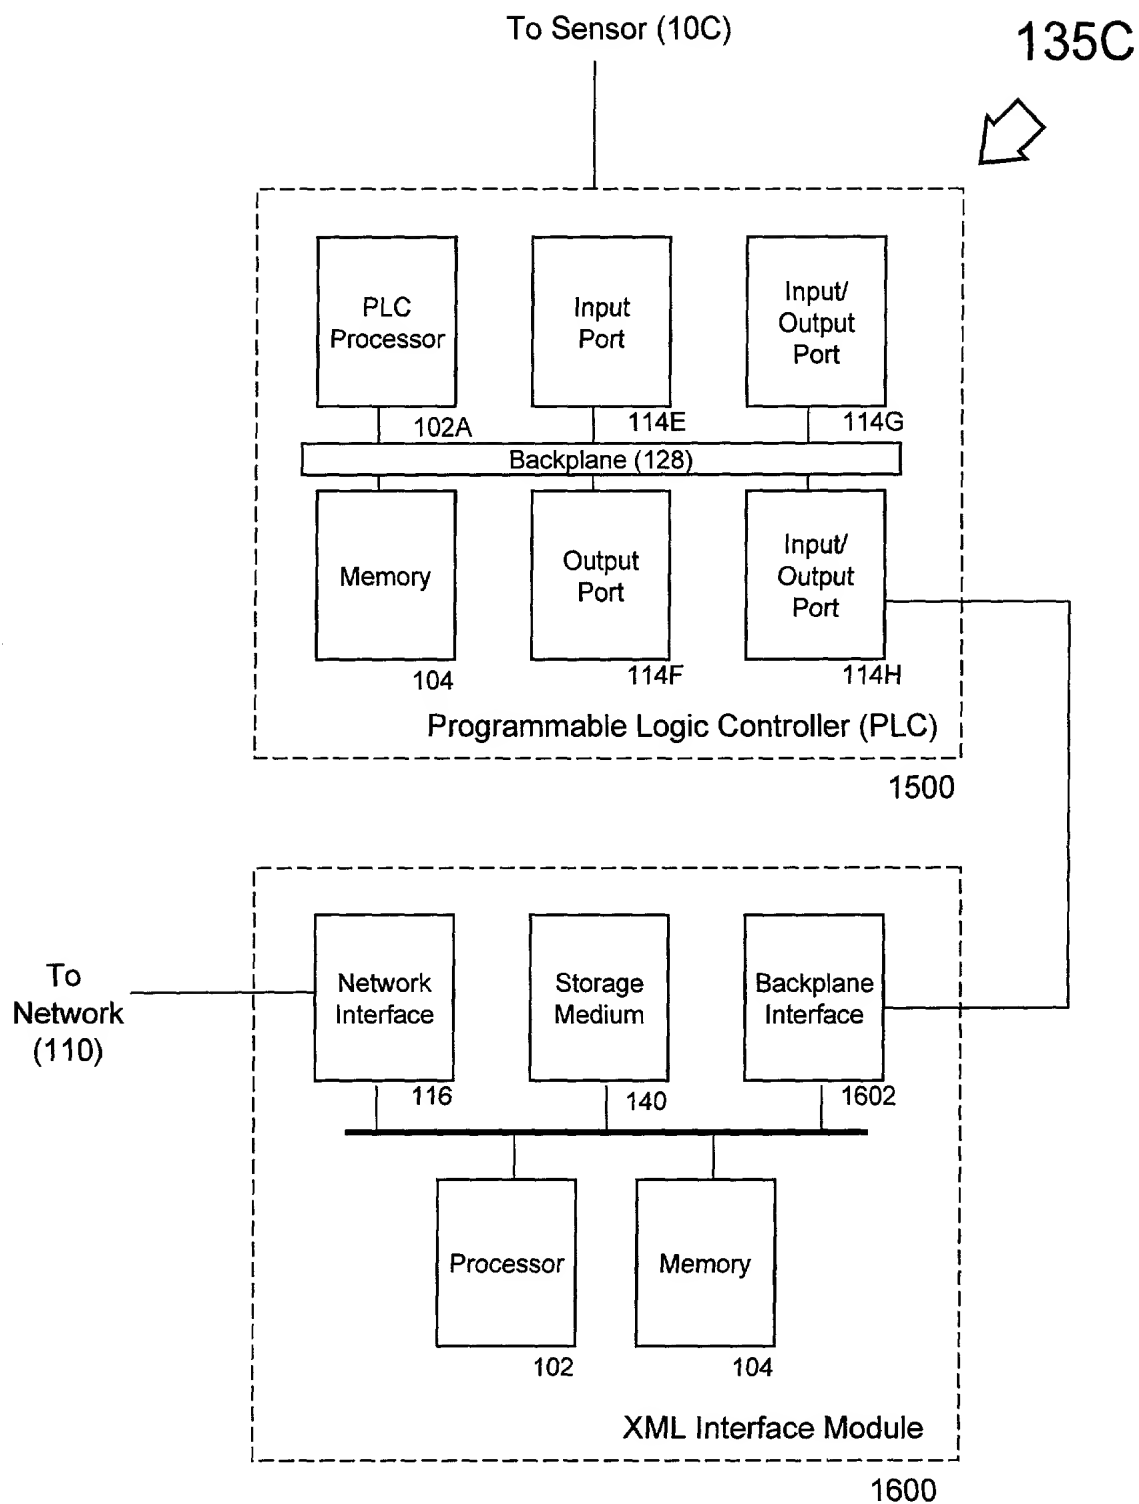 To Sensor (10C)
135C
PLC
Processor
Input
Port
Input/
Output
Port
102A
114E
114G
Backplane (128)
Memory
Output
Port
Input/
Output
Port
104
114F
114H
Programmable Logic Controller (PLC)
1500
To
Network
(110)
Network
Interface
Storage
Medium
Backplane
Interface
116
140
1602
Processor
Memory
102
104
XML Interface Module
1600